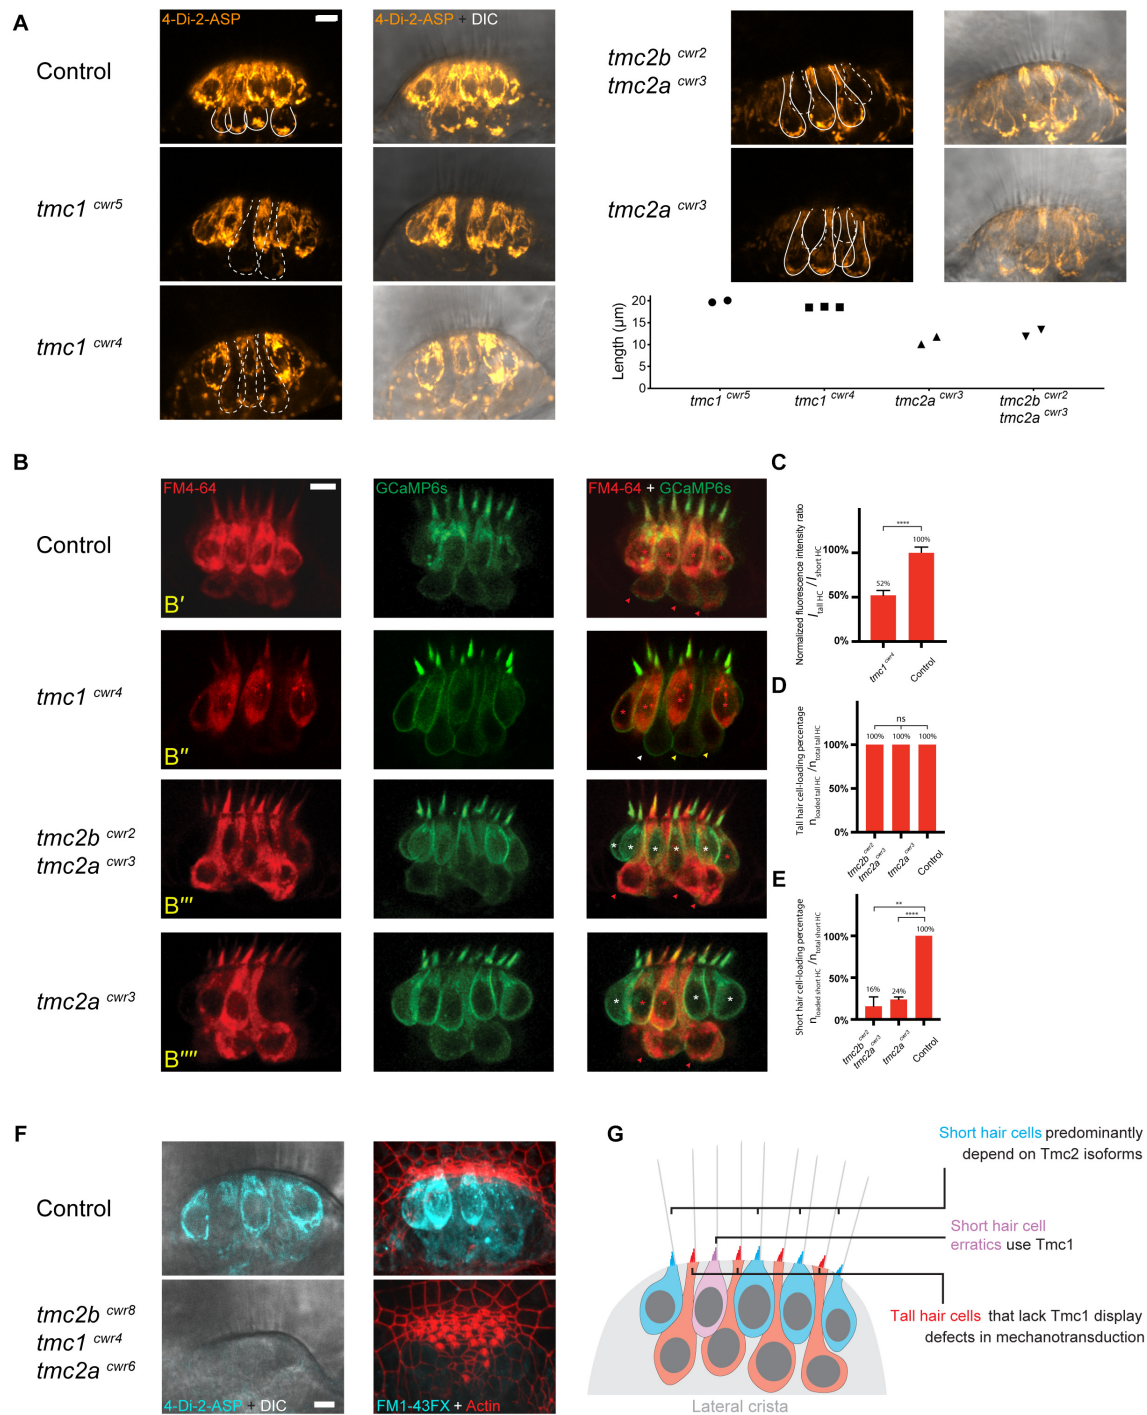 A
4-Di-2-ASP
4-Di-2-ASP + DIC
Control
tmc1 cwr5
tmc1 cwr4
tmc2b cwr2
tmc2a cwr3
tmc2a cwr3
Length (µm)
20
15
10
5
0
tmc1 cwr5
tmc1 cwr4
tmc2a cwr3
tmc2b cwr2
tmc2a cwr3
B
FM4-64
GCaMP6s
FM4-64 + GCaMP6s
Control
B′
tmc1 cwr4
B″
tmc2b cwr2
tmc2a cwr3
B‴
tmc2a cwr3
B⁗
C
Normalized fluorescence intensity ratio
I tall HC / I short HC
****
100%
52%
100%
50%
0%
tmc1 cwr4
Control
D
Tall hair cell-loading percentage
n loaded tall HC / n total tall HC
ns
100% 100% 100%
100%
50%
0%
tmc2b cwr2
tmc2a cwr3
tmc2a cwr3
Control
E
Short hair cell-loading percentage
n loaded short HC / n total short HC
**
****
100%
16%
24%
100%
50%
0%
tmc2b cwr2
tmc2a cwr3
tmc2a cwr3
Control
F
Control
tmc2b cwr8
tmc1 cwr4
tmc2a cwr6
4-Di-2-ASP + DIC
FM1-43FX + Actin
G
Short hair cells predominantly
depend on Tmc2 isoforms
Short hair cell
erratics use Tmc1
Tall hair cells that lack Tmc1 display
defects in mechanotransduction
Lateral crista